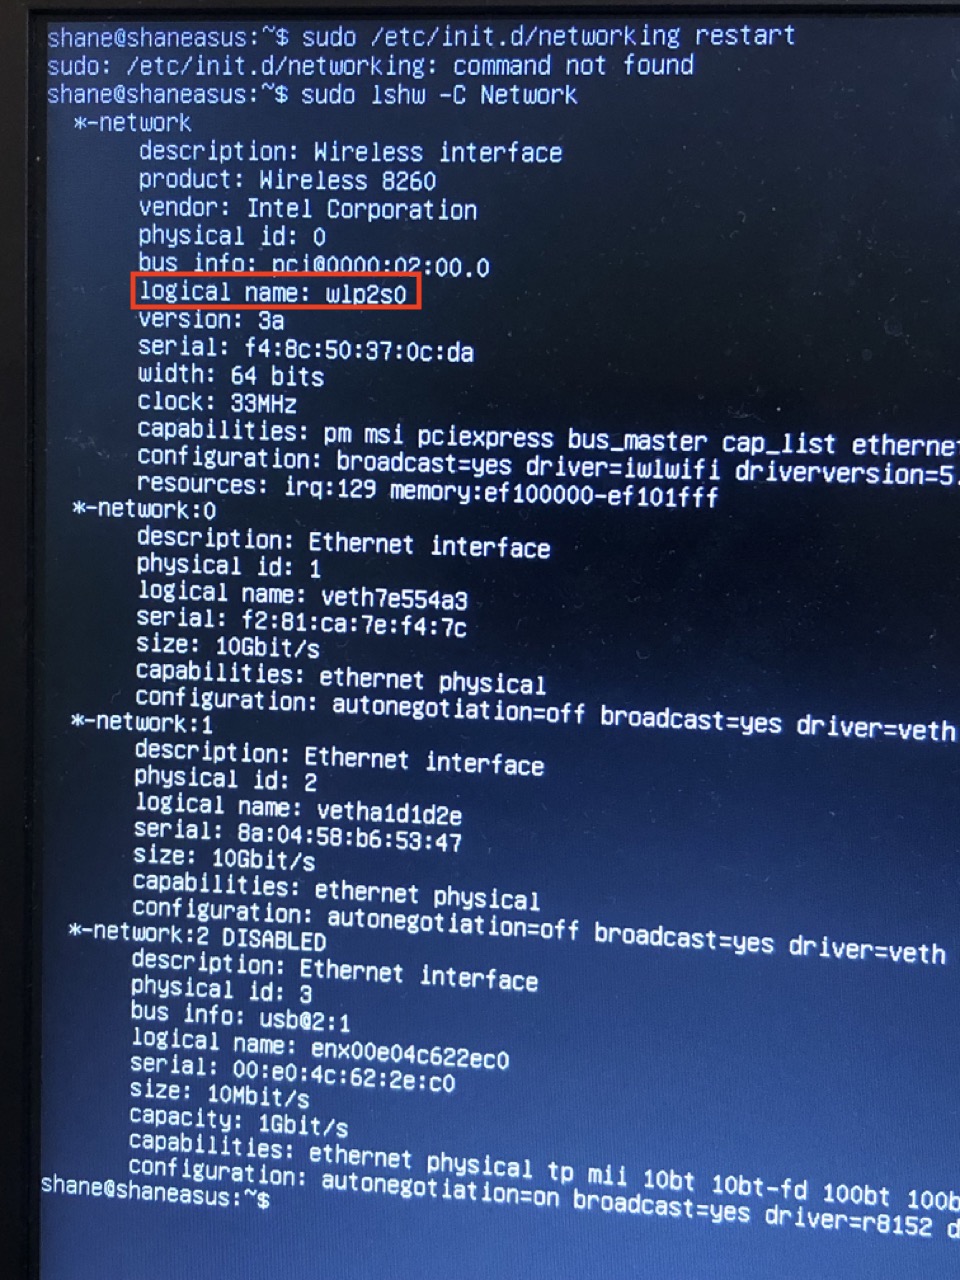 shane@shaneasus:~$ sudo /etc/init.d/networking restart
sudo: /etc/init.d/networking: command not found
shane@shaneasus:~$ sudo lshw -C Network
*-network
description: Wireless interface
product: Wireless 8260
vendor: Intel Corporation
physical id: 0
bus info: pci@0000:02:00.0
logical name: wlp2s0
version: 3a
serial: f4:8c:50:37:0c:da
width: 64 bits
clock: 33MHz
capabilities: pm msi pciexpress bus_master cap_list ethernet
configuration: broadcast=yes driver=iwlwifi driverversion=5.
resources: irq:129 memory:ef100000-ef101fff
*-network:0
description: Ethernet interface
physical id: 1
logical name: veth7e554a3
serial: f2:81:ca:7e:f4:7c
size: 10Gbit/s
capabilities: ethernet physical
configuration: autonegotiation=off broadcast=yes driver=veth
*-network:1
description: Ethernet interface
physical id: 2
logical name: vetha1d1d2e
serial: 8a:04:58:b6:53:47
size: 10Gbit/s
capabilities: ethernet physical
configuration: autonegotiation=off broadcast=yes driver=veth
*-network:2 DISABLED
description: Ethernet interface
physical id: 3
bus info: usb@2:1
logical name: enx00e04c622ec0
serial: 00:e0:4c:62:2e:c0
size: 10Mbit/s
capacity: 1Gbit/s
capabilities: ethernet physical tp mii 10bt 10bt-fd 100bt 100b
configuration: autonegotiation=on broadcast=yes driver=r8152 d
shane@shaneasus:~$